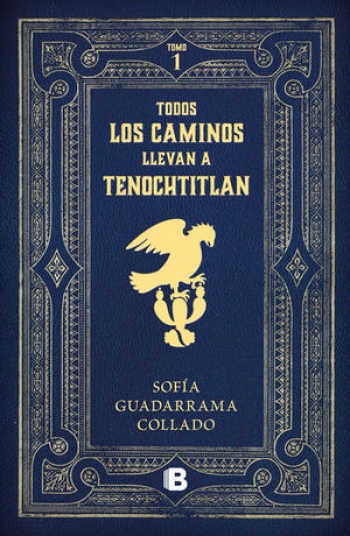 TOMO
1
TODOS
LOS CAMINOS
LLEVAN A
TENOCHTITLAN
SOFÍA
GUADARRAMA
COLLADO
B